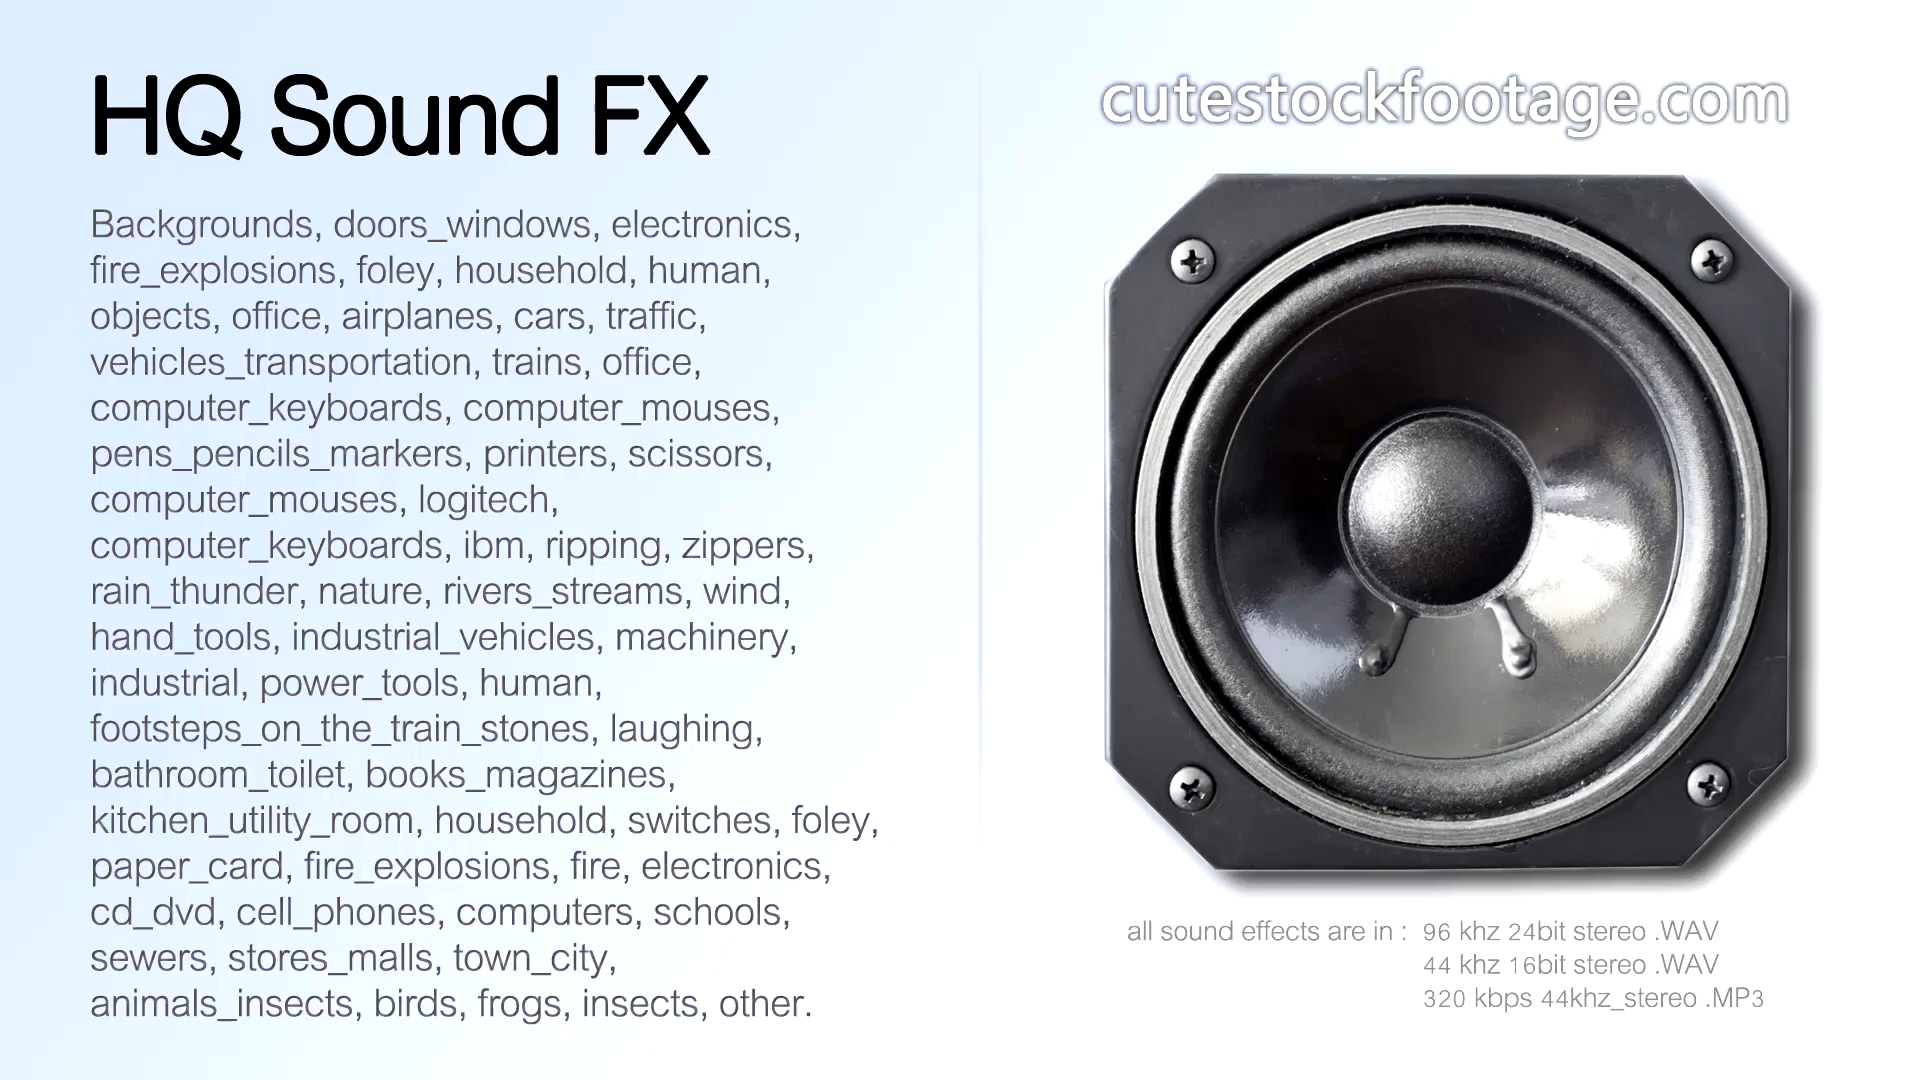 HQ Sound FX
Backgrounds, doors_windows, electronics,
fire_explosions, foley, household, human,
objects, office, airplanes, cars, traffic,
vehicles_transportation, trains, office,
computer_keyboards, computer_mouses,
pens_pencils_markers, printers, scissors,
computer_mouses, logitech,
computer_keyboards, ibm, ripping, zippers,
rain_thunder, nature, rivers_streams, wind,
hand_tools, industrial_vehicles, machinery,
industrial, power_tools, human,
footsteps_on_the_train_stones, laughing,
bathroom_toilet, books_magazines,
kitchen_utility_room, household, switches, foley,
paper_card, fire_explosions, fire, electronics,
cd_dvd, cell_phones, computers, schools,
sewers, stores_malls, town_city,
animals_insects, birds, frogs, insects, other.
cutestockfootage.com
all sound effects are in : 96 khz 24bit stereo .WAV
44 khz 16bit stereo .WAV
320 kbps 44khz_stereo .MP3